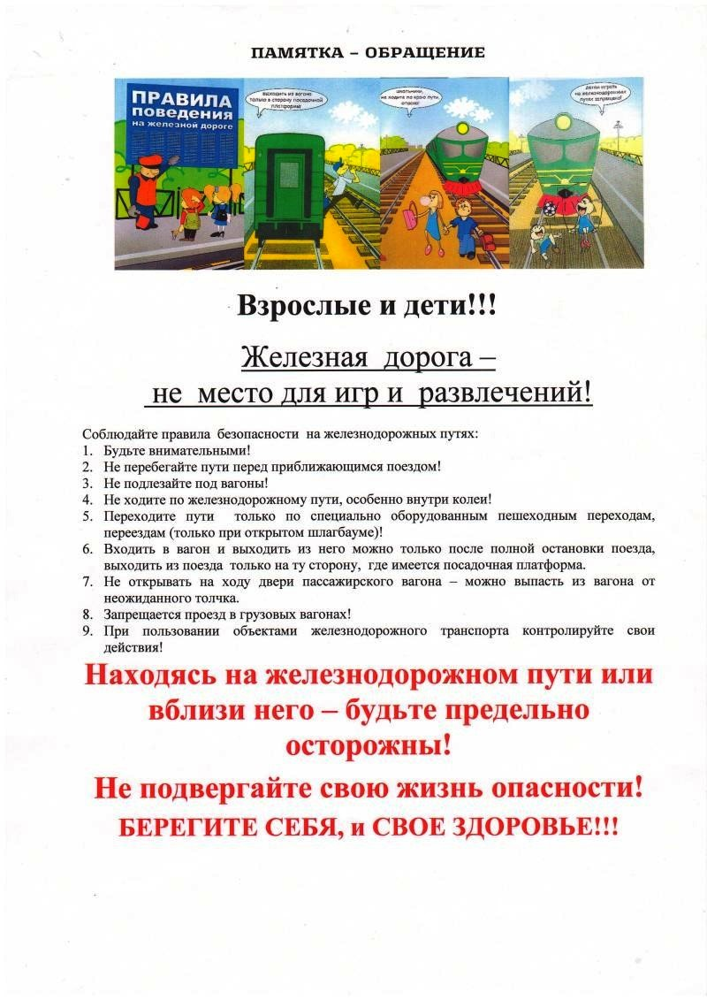 ПАМЯТКА – ОБРАЩЕНИЕ
ПРАВИЛА
ПОВЕДЕНИЯ
на железной дороге
выходить из вагона
только в сторону посадочной
платформы
школьники,
не ходите по краю пути
опасно!
детям играть
на железнодорожных
путях запрещено!
Взрослые и дети!!!
Железная дорога –
не место для игр и развлечений!
Соблюдайте правила безопасности на железнодорожных путях:
1. Будьте внимательными!
2. Не перебегайте пути перед приближающимся поездом!
3. Не подлезайте под вагоны!
4. Не ходите по железнодорожному пути, особенно внутри колеи!
5. Переходите пути только по специально оборудованным пешеходным переходам,
переездам (только при открытом шлагбауме)!
6. Входить в вагон и выходить из него можно только после полной остановки поезда,
выходить из поезда только на ту сторону, где имеется посадочная платформа.
7. Не открывать на ходу двери пассажирского вагона – можно выпасть из вагона от
неожиданного толчка.
8. Запрещается проезд в грузовых вагонах!
9. При пользовании объектами железнодорожного транспорта контролируйте свои
действия!
Находясь на железнодорожном пути или
вблизи него – будьте предельно
осторожны!
Не подвергайте свою жизнь опасности!
БЕРЕГИТЕ СЕБЯ, и СВОЕ ЗДОРОВЬЕ!!!